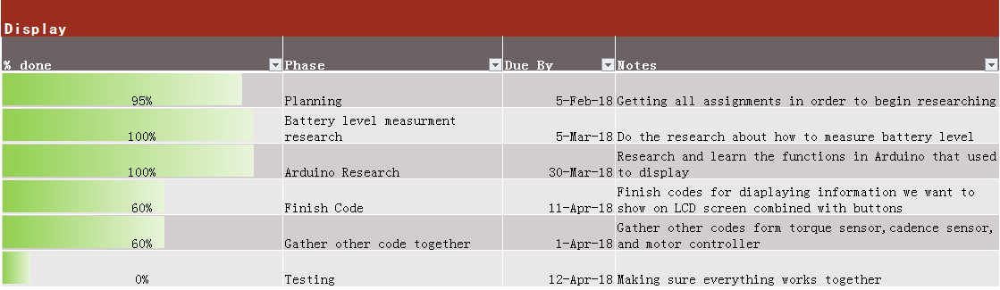 Display
% done Phase Due By Notes
95% Planning 5-Feb-18 Getting all assignments in order to begin researching
Battery level measurment
100% research 5-Mar-18 Do the research about how to measure battery level
Research and learn the functions in Arduino that used
100% Arduino Research 30-Mar-18 to display
Finish codes for diaplaying information we want to
60% Finish Code 11-Apr-18 show on LCD screen combined with buttons
Gather other codes form torque sensor, cadence sensor,
60% Gather other code together 1-Apr-18 and motor controller
0% Testing 12-Apr-18 Making sure everything works together